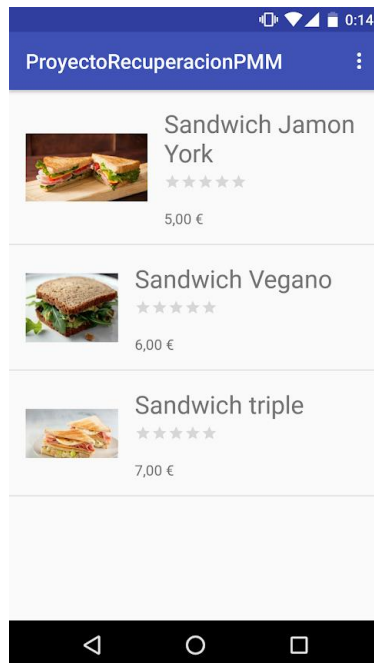 0:14
ProyectoRecuperacionPMM
Sandwich Jamon
York
5,00 €
Sandwich Vegano
6,00 €
Sandwich triple
7,00 €